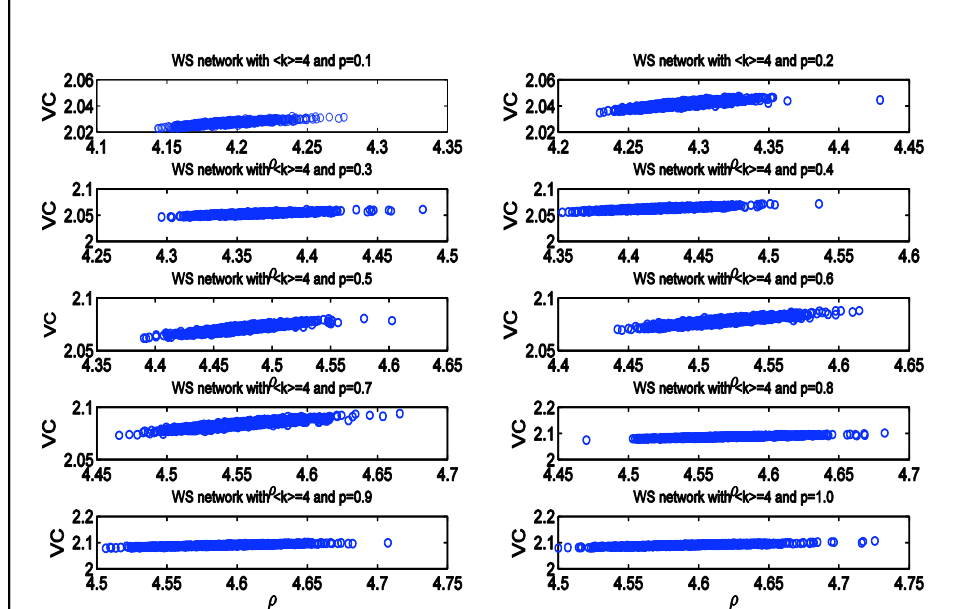 WS network with <k>=4 and p=0.1
WS network with <k>=4 and p=0.2
VC
2.06
2.04
2.02
4.1 4.15 4.2 4.25 4.3 4.35
ρ
VC
2.06
2.04
2.02
4.2 4.25 4.3 4.35 4.4 4.45
ρ
WS network with <k>=4 and p=0.3
WS network with <k>=4 and p=0.4
VC
2.1
2.05
2
4.25 4.3 4.35 4.4 4.45 4.5
ρ
VC
2.1
2.05
2
4.35 4.4 4.45 4.5 4.55 4.6
ρ
WS network with <k>=4 and p=0.5
WS network with <k>=4 and p=0.6
VC
2.1
2.05
4.35 4.4 4.45 4.5 4.55 4.6 4.65
ρ
VC
2.1
2.05
4.4 4.45 4.5 4.55 4.6 4.65
ρ
WS network with <k>=4 and p=0.7
WS network with <k>=4 and p=0.8
VC
2.1
2.05
4.45 4.5 4.55 4.6 4.65 4.7
ρ
VC
2.2
2.1
2
4.45 4.5 4.55 4.6 4.65 4.7
ρ
WS network with <k>=4 and p=0.9
WS network with <k>=4 and p=1.0
VC
2.2
2.1
2
4.5 4.55 4.6 4.65 4.7 4.75
ρ
VC
2.2
2.1
2
4.5 4.55 4.6 4.65 4.7 4.75
ρ